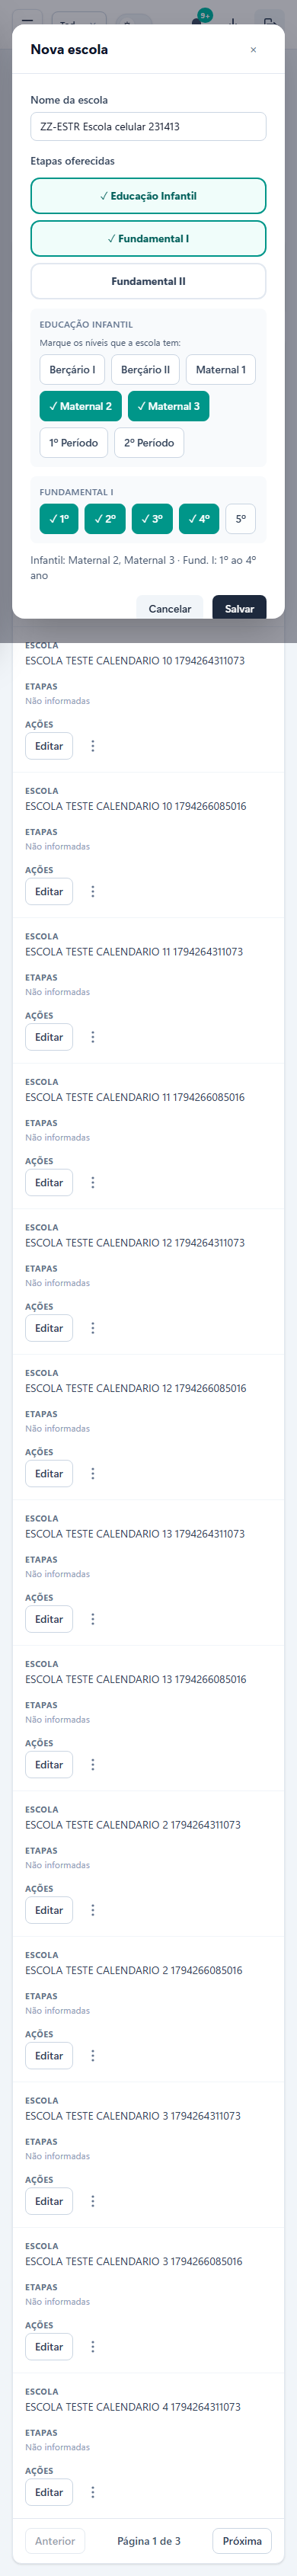 9+
Nova escola
×
Nome da escola
ZZ-ESTR Escola celular 231413
Etapas oferecidas
✓ Educação Infantil
✓ Fundamental I
Fundamental II
EDUCAÇÃO INFANTIL
Marque os níveis que a escola tem:
Berçário I Berçário II Maternal 1
✓ Maternal 2 ✓ Maternal 3
1º Período 2º Período
FUNDAMENTAL I
✓ 1º ✓ 2º ✓ 3º ✓ 4º 5º
Infantil: Maternal 2, Maternal 3 · Fund. I: 1º ao 4º
ano
Cancelar Salvar
ESCOLA
ESCOLA TESTE CALENDARIO 10 1794264311073
ETAPAS
Não informadas
AÇÕES
Editar
ESCOLA
ESCOLA TESTE CALENDARIO 10 1794266085016
ETAPAS
Não informadas
AÇÕES
Editar
ESCOLA
ESCOLA TESTE CALENDARIO 11 1794264311073
ETAPAS
Não informadas
AÇÕES
Editar
ESCOLA
ESCOLA TESTE CALENDARIO 11 1794266085016
ETAPAS
Não informadas
AÇÕES
Editar
ESCOLA
ESCOLA TESTE CALENDARIO 12 1794264311073
ETAPAS
Não informadas
AÇÕES
Editar
ESCOLA
ESCOLA TESTE CALENDARIO 12 1794266085016
ETAPAS
Não informadas
AÇÕES
Editar
ESCOLA
ESCOLA TESTE CALENDARIO 13 1794264311073
ETAPAS
Não informadas
AÇÕES
Editar
ESCOLA
ESCOLA TESTE CALENDARIO 13 1794266085016
ETAPAS
Não informadas
AÇÕES
Editar
ESCOLA
ESCOLA TESTE CALENDARIO 2 1794264311073
ETAPAS
Não informadas
AÇÕES
Editar
ESCOLA
ESCOLA TESTE CALENDARIO 2 1794266085016
ETAPAS
Não informadas
AÇÕES
Editar
ESCOLA
ESCOLA TESTE CALENDARIO 3 1794264311073
ETAPAS
Não informadas
AÇÕES
Editar
ESCOLA
ESCOLA TESTE CALENDARIO 3 1794266085016
ETAPAS
Não informadas
AÇÕES
Editar
ESCOLA
ESCOLA TESTE CALENDARIO 4 1794264311073
ETAPAS
Não informadas
AÇÕES
Editar
Anterior Página 1 de 3 Próxima